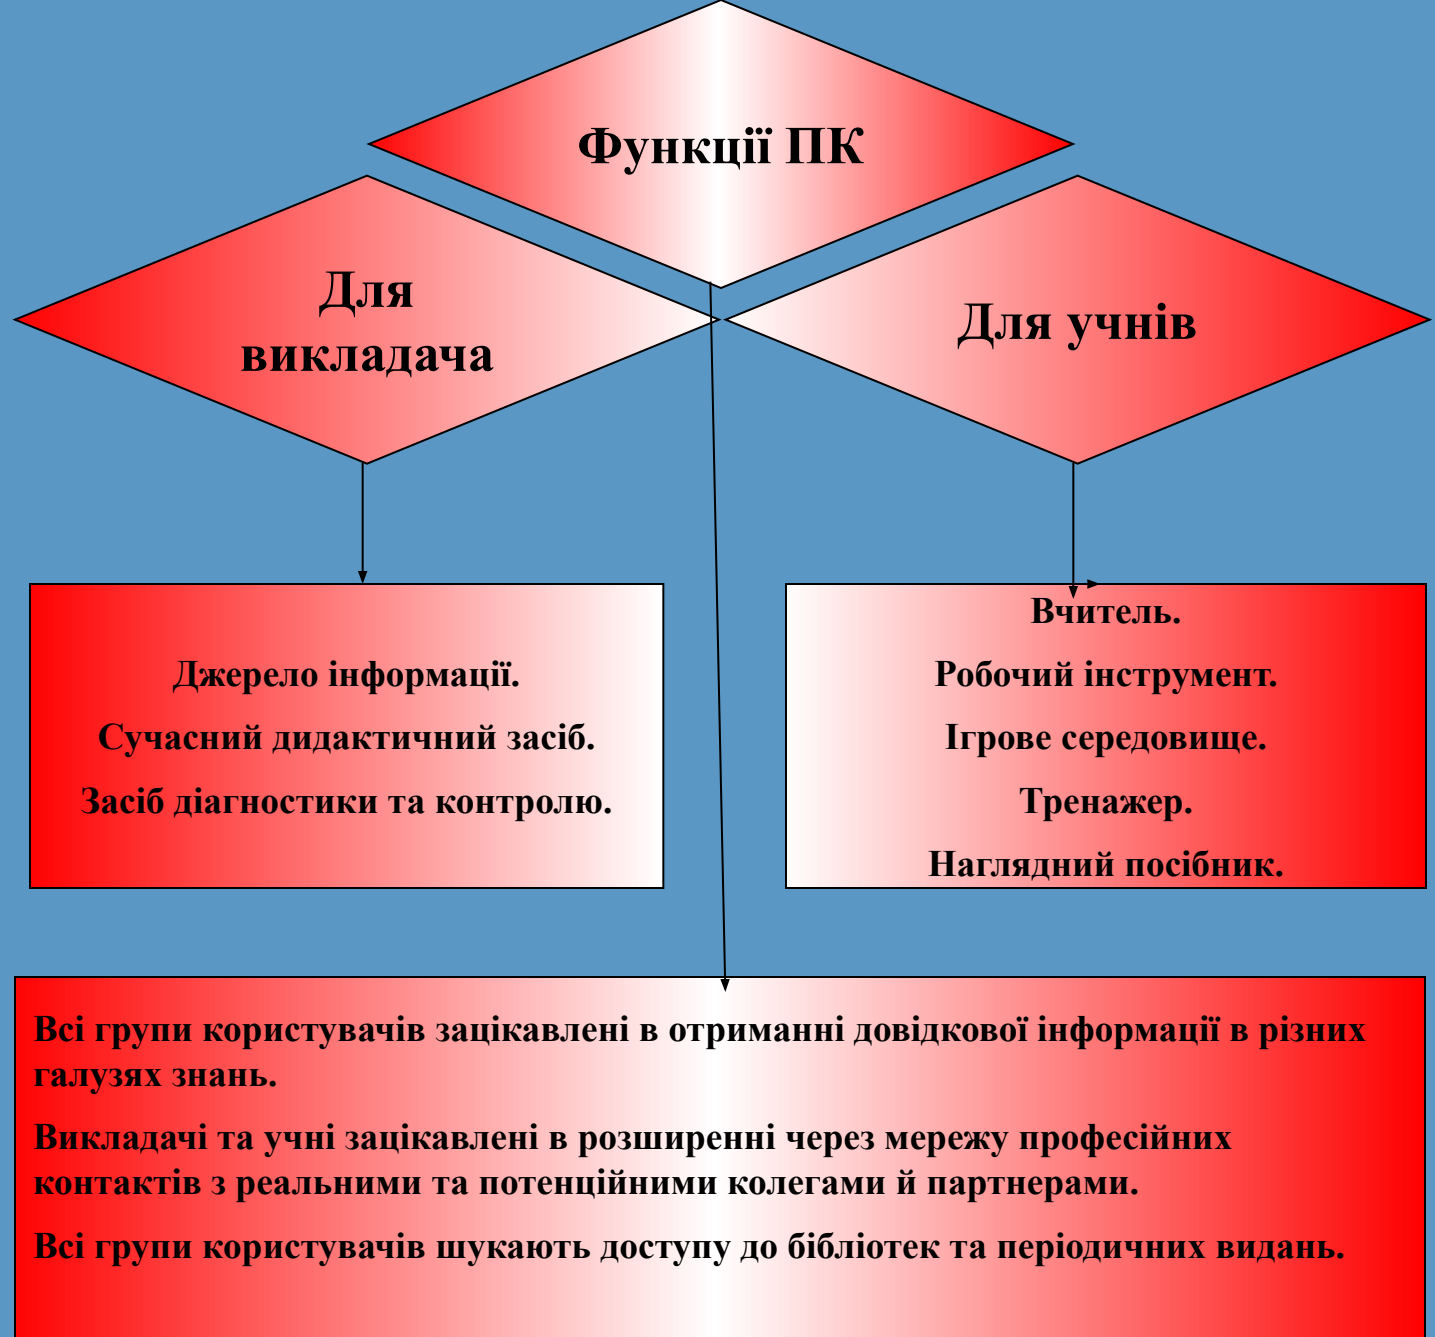 Функції ПК
Для
викладача
Для учнів
Джерело інформації.
Сучасний дидактичний засіб.
Засіб діагностики та контролю.
Вчитель.
Робочий інструмент.
Ігрове середовище.
Тренажер.
Наглядний посібник.
Всі групи користувачів зацікавлені в отриманні довідкової інформації в різних
галузях знань.
Викладачі та учні зацікавлені в розширенні через мережу професійних
контактів з реальними та потенційними колегами й партнерами.
Всі групи користувачів шукають доступу до бібліотек та періодичних видань.